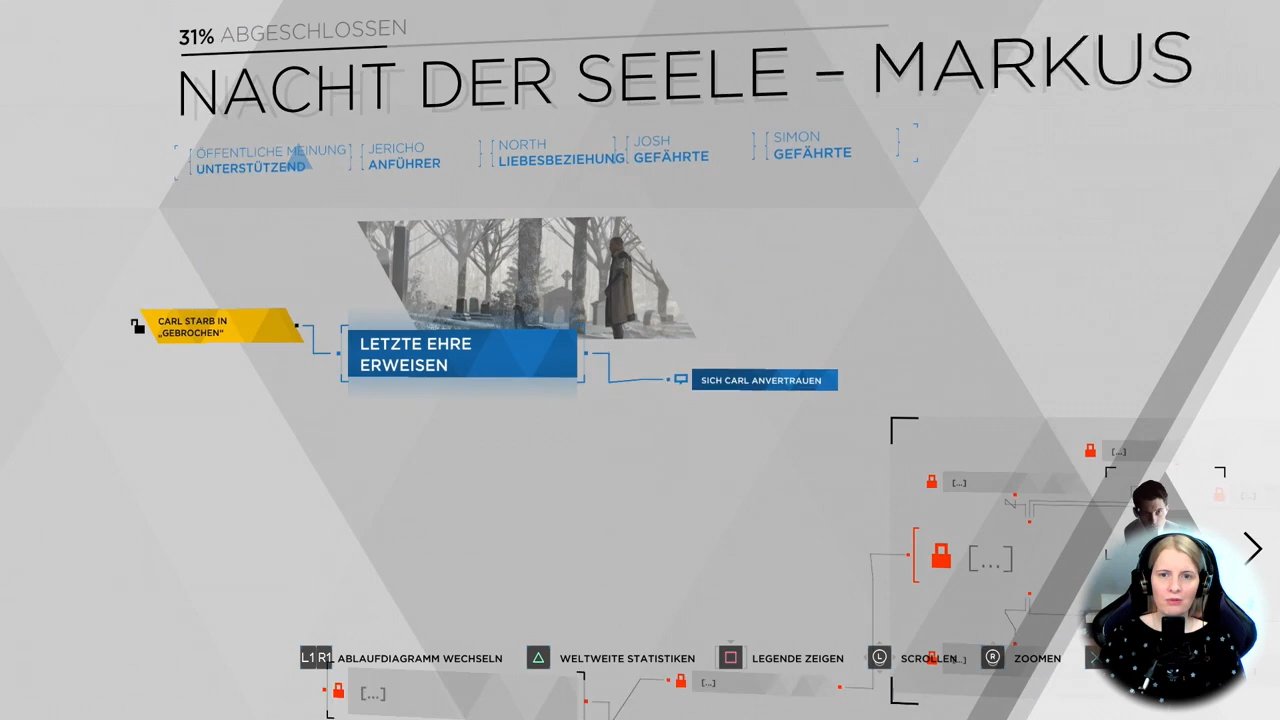 31% ABGESCHLOSSEN
NACHT DER SEELE – MARKUS
ÖFFENTLICHE MEINUNG
UNTERSTÜTZEND
JERICHO
ANFÜHRER
NORTH
LIEBESBEZIEHUNG
JOSH
GEFÄHRTE
SIMON
GEFÄHRTE
CARL STARB IN
„GEBROCHEN“
LETZTE EHRE
ERWEISEN
SICH CARL ANVERTRAUEN
[...]
[...]
[...]
[...]
[...]
L1 R1 ABLAUFDIAGRAMM WECHSELN
WELTWEITE STATISTIKEN
LEGENDE ZEIGEN
L SCROLLEN
R ZOOMEN
[...]
[...]